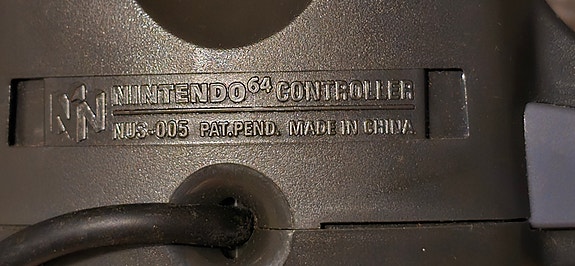 NINTENDO64 CONTROLLER
NUS-005 PAT.PEND. MADE IN CHINA